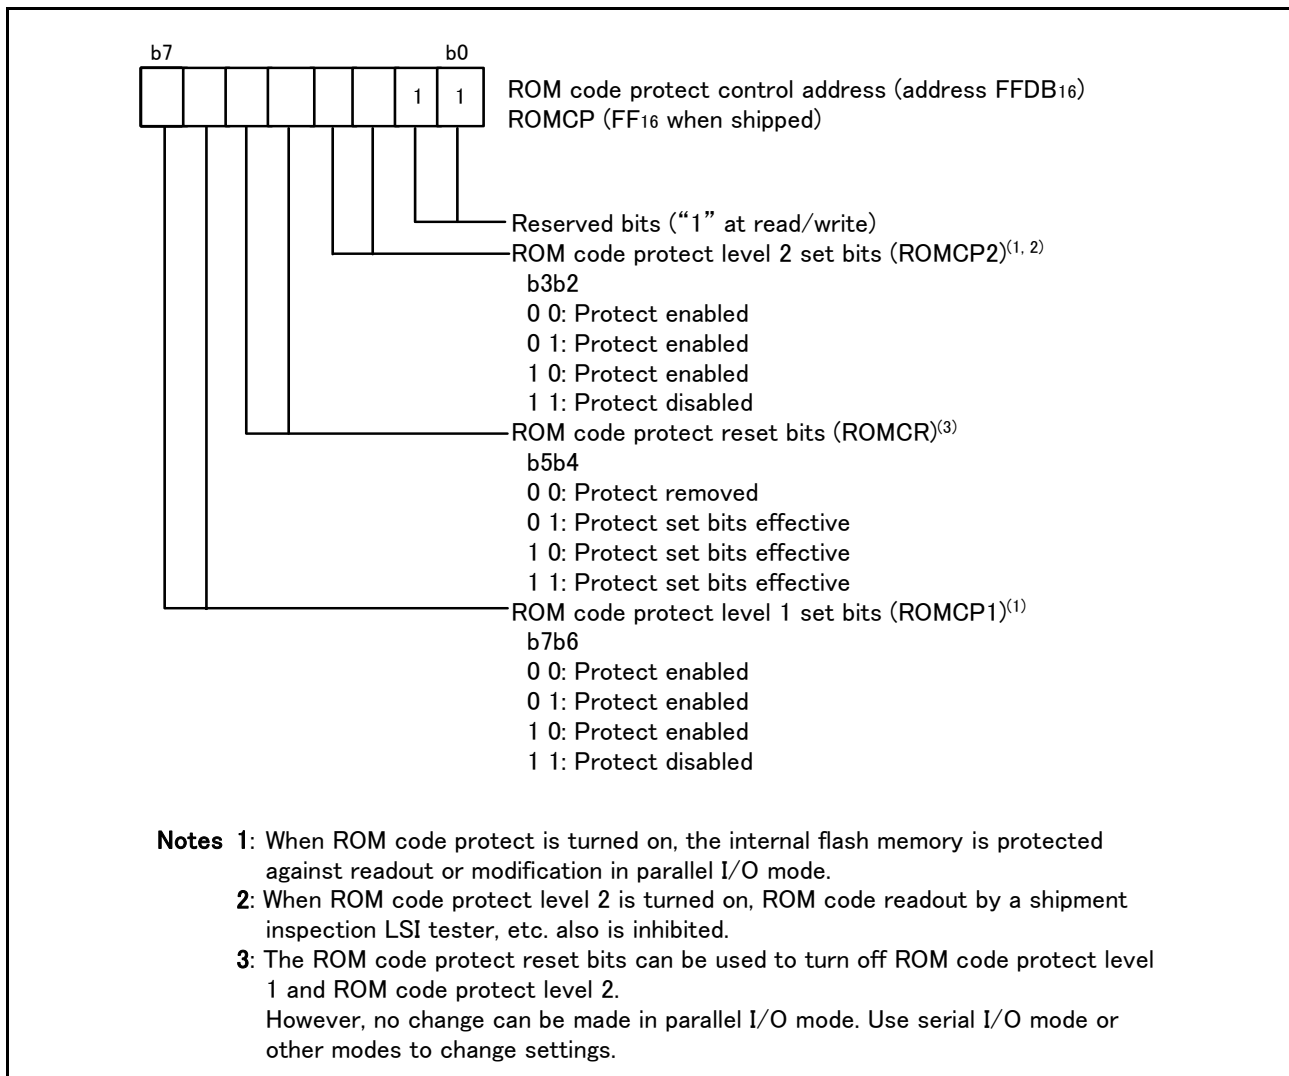 b7 b0
1 1
ROM code protect control address (address FFDB16)
ROMCP (FF16 when shipped)
Reserved bits (“1” at read/write)
ROM code protect level 2 set bits (ROMCP2)(1, 2)
b3b2
0 0: Protect enabled
0 1: Protect enabled
1 0: Protect enabled
1 1: Protect disabled
ROM code protect reset bits (ROMCR)(3)
b5b4
0 0: Protect removed
0 1: Protect set bits effective
1 0: Protect set bits effective
1 1: Protect set bits effective
ROM code protect level 1 set bits (ROMCP1)(1)
b7b6
0 0: Protect enabled
0 1: Protect enabled
1 0: Protect enabled
1 1: Protect disabled
Notes 1: When ROM code protect is turned on, the internal flash memory is protected
against readout or modification in parallel I/O mode.
2: When ROM code protect level 2 is turned on, ROM code readout by a shipment
inspection LSI tester, etc. also is inhibited.
3: The ROM code protect reset bits can be used to turn off ROM code protect level
1 and ROM code protect level 2.
However, no change can be made in parallel I/O mode. Use serial I/O mode or
other modes to change settings.